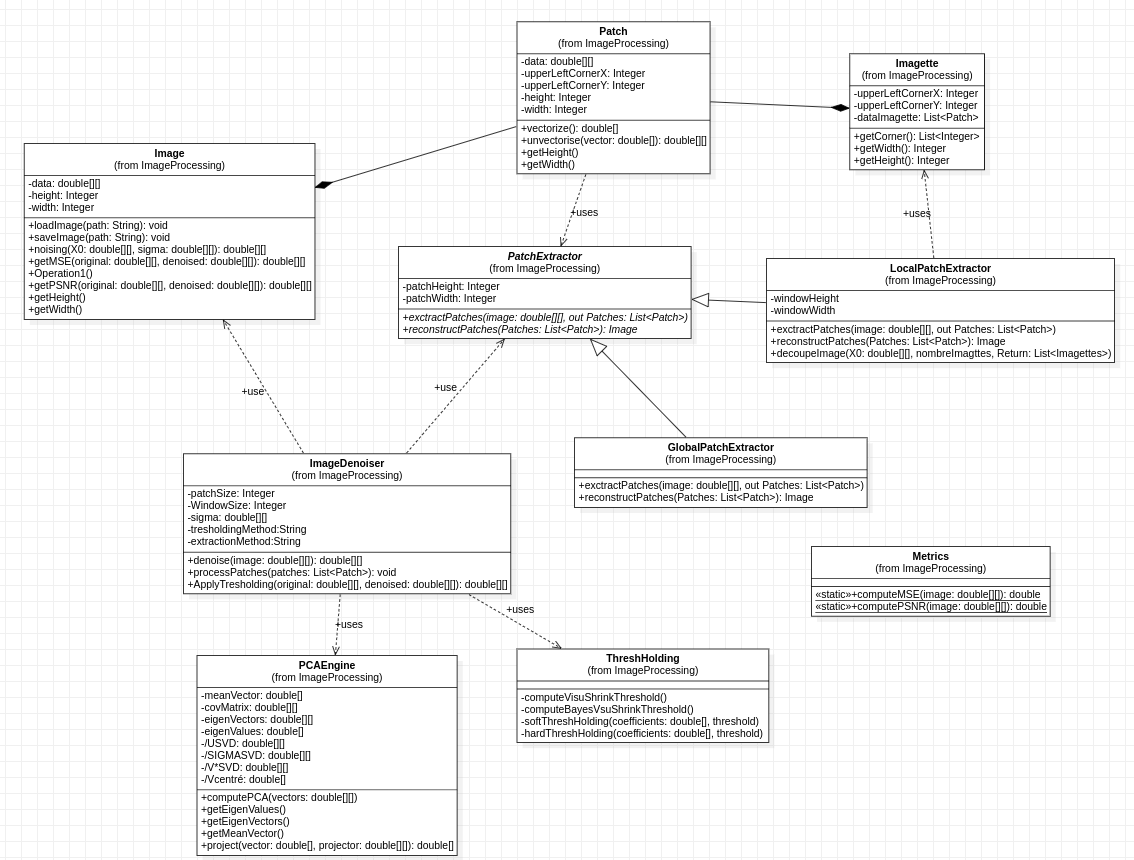 Patch
(from ImageProcessing)
-data: double[][]
-upperLeftCornerX: Integer
-upperLeftCornerY: Integer
-height: Integer
-width: Integer
+vectorize(): double[]
+unvectorise(vector: double[]): double[][]
+getHeight()
+getWidth()
Imagette
(from ImageProcessing)
-upperLeftCornerX: Integer
-upperLeftCornerY: Integer
-dataImagette: List<Patch>
+getCorner(): List<Integer>
+getWidth(): Integer
+getHeight(): Integer
Image
(from ImageProcessing)
-data: double[][]
-height: Integer
-width: Integer
+loadImage(path: String): void
+saveImage(path: String): void
+noising(X0: double[][], sigma: double[][]): double[][]
+getMSE(original: double[][], denoised: double[][]): double[][]
+Operation1()
+getPSNR(original: double[][], denoised: double[][]): double[][]
+getHeight()
+getWidth()
+uses
+uses
PatchExtractor
(from ImageProcessing)
-patchHeight: Integer
-patchWidth: Integer
+exctractPatches(image: double[][], out Patches: List<Patch>)
+reconstructPatches(Patches: List<Patch>): Image
LocalPatchExtractor
(from ImageProcessing)
-windowHeight
-windowWidth
+exctractPatches(image: double[][], out Patches: List<Patch>)
+reconstructPatches(Patches: List<Patch>): Image
+decoupeImage(X0: double[][], nombreImagttes, Return: List<Imagettes>)
+use
+use
GlobalPatchExtractor
(from ImageProcessing)
+exctractPatches(image: double[][], out Patches: List<Patch>)
+reconstructPatches(Patches: List<Patch>): Image
ImageDenoiser
(from ImageProcessing)
-patchSize: Integer
-WindowSize: Integer
-sigma: double[][]
-tresholdingMethod:String
-extractionMethod:String
+denoise(image: double[][]): double[][]
+processPatches(patches: List<Patch>): void
+ApplyTresholding(original: double[][], denoised: double[][]): double[][]
Metrics
(from ImageProcessing)
«static»+computeMSE(image: double[][]): double
«static»+computePSNR(image: double[][]): double
+uses
+uses
PCAEngine
(from ImageProcessing)
-meanVector: double[]
-covMatrix: double[][]
-eigenVectors: double[][]
-eigenValues: double[]
-/USVD: double[][]
-/SIGMASVD: double[][]
-/V*SVD: double[][]
-/Vcentré: double[]
+computePCA(vectors: double[][])
+getEigenValues()
+getEigenVectors()
+getMeanVector()
+project(vector: double[], projector: double[][]): double[]
ThreshHolding
(from ImageProcessing)
-computeVisuShrinkThreshold()
-computeBayesVsuShrinkThreshold()
-softThreshHolding(coefficients: double[], threshold)
-hardThreshHolding(coefficients: double[], threshold)